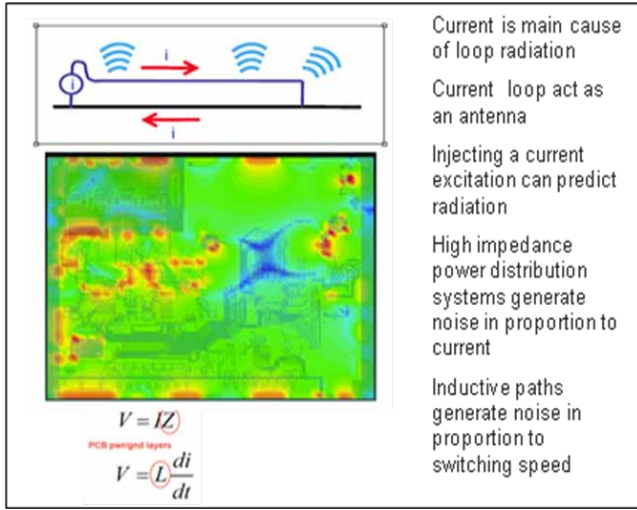 i
i
i
V = IZ
PCB pwr/gnd layers
V = L di/dt
Current is main cause
of loop radiation
Current loop act as
an antenna
Injecting a current
excitation can predict
radiation
High impedance
power distribution
systems generate
noise in proportion to
current
Inductive paths
generate noise in
proportion to
switching speed